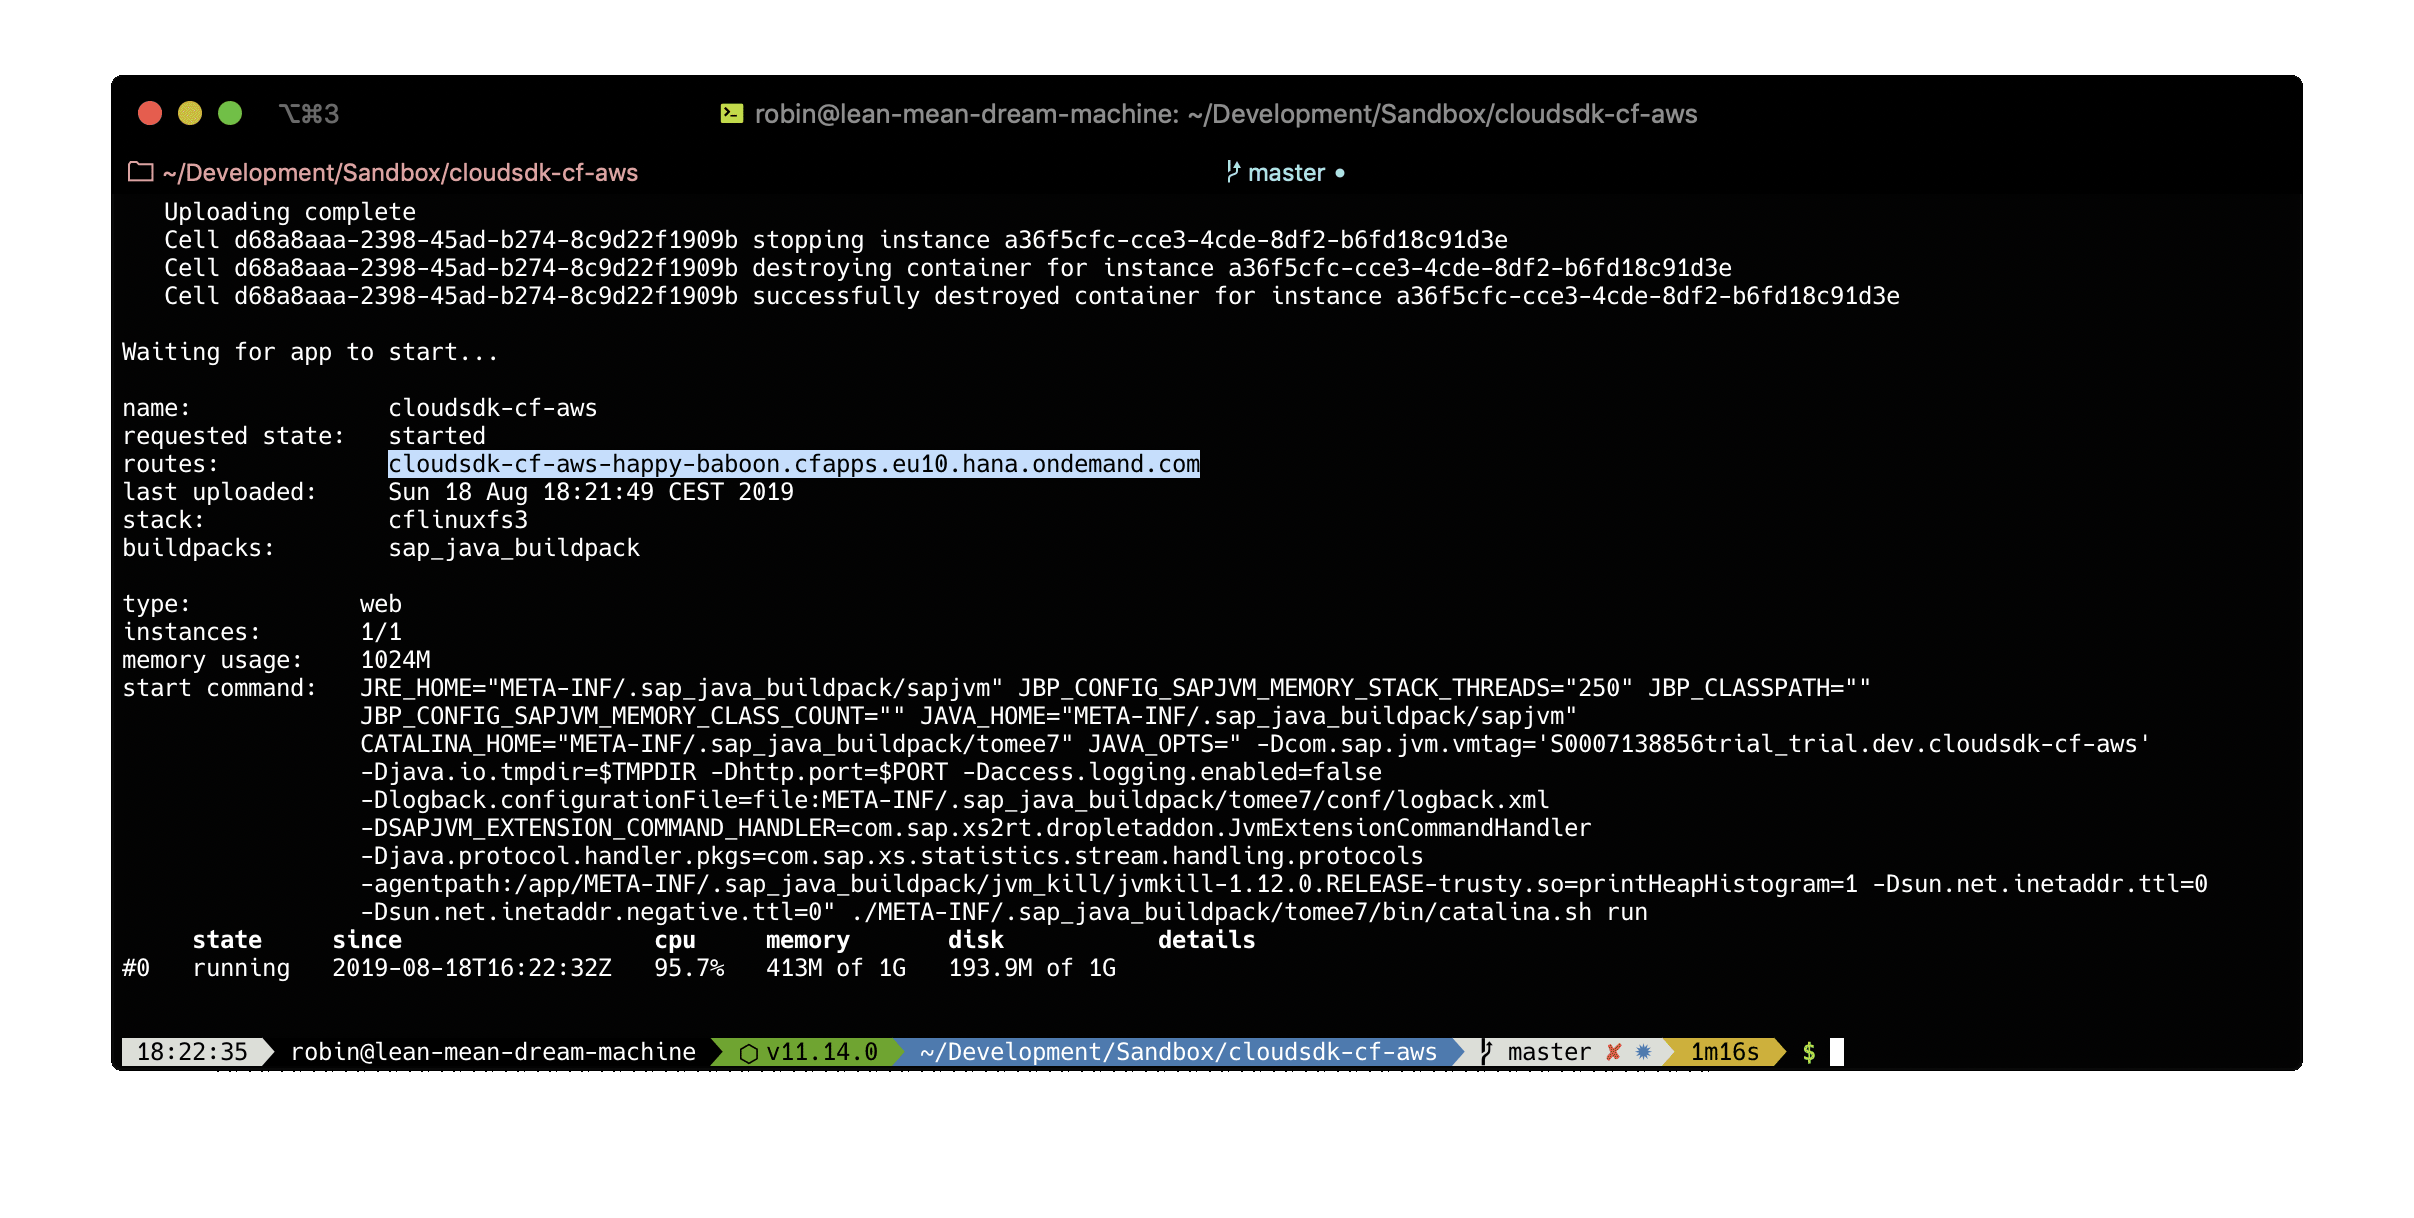 ⌥⌘3 robin@lean-mean-dream-machine: ~/Development/Sandbox/cloudsdk-cf-aws
~/Development/Sandbox/cloudsdk-cf-aws master •
Uploading complete
Cell d68a8aaa-2398-45ad-b274-8c9d22f1909b stopping instance a36f5cfc-cce3-4cde-8df2-b6fd18c91d3e
Cell d68a8aaa-2398-45ad-b274-8c9d22f1909b destroying container for instance a36f5cfc-cce3-4cde-8df2-b6fd18c91d3e
Cell d68a8aaa-2398-45ad-b274-8c9d22f1909b successfully destroyed container for instance a36f5cfc-cce3-4cde-8df2-b6fd18c91d3e
Waiting for app to start...
name: cloudsdk-cf-aws
requested state: started
routes: cloudsdk-cf-aws-happy-baboon.cfapps.eu10.hana.ondemand.com
last uploaded: Sun 18 Aug 18:21:49 CEST 2019
stack: cflinuxfs3
buildpacks: sap_java_buildpack
type: web
instances: 1/1
memory usage: 1024M
start command: JRE_HOME="META-INF/.sap_java_buildpack/sapjvm" JBP_CONFIG_SAPJVM_MEMORY_STACK_THREADS="250" JBP_CLASSPATH=""
JBP_CONFIG_SAPJVM_MEMORY_CLASS_COUNT="" JAVA_HOME="META-INF/.sap_java_buildpack/sapjvm"
CATALINA_HOME="META-INF/.sap_java_buildpack/tomee7" JAVA_OPTS=" -Dcom.sap.jvm.vmtag='S0007138856trial_trial.dev.cloudsdk-cf-aws'
-Djava.io.tmpdir=$TMPDIR -Dhttp.port=$PORT -Daccess.logging.enabled=false
-Dlogback.configurationFile=file:META-INF/.sap_java_buildpack/tomee7/conf/logback.xml
-DSAPJVM_EXTENSION_COMMAND_HANDLER=com.sap.xs2rt.dropletaddon.JvmExtensionCommandHandler
-Djava.protocol.handler.pkgs=com.sap.xs.statistics.stream.handling.protocols
-agentpath:/app/META-INF/.sap_java_buildpack/jvm_kill/jvmkill-1.12.0.RELEASE-trusty.so=printHeapHistogram=1 -Dsun.net.inetaddr.ttl=0
-Dsun.net.inetaddr.negative.ttl=0" ./META-INF/.sap_java_buildpack/tomee7/bin/catalina.sh run
state since cpu memory disk details
#0 running 2019-08-18T16:22:32Z 95.7% 413M of 1G 193.9M of 1G
18:22:35 robin@lean-mean-dream-machine v11.14.0 ~/Development/Sandbox/cloudsdk-cf-aws master ✘ ✹ 1m16s $